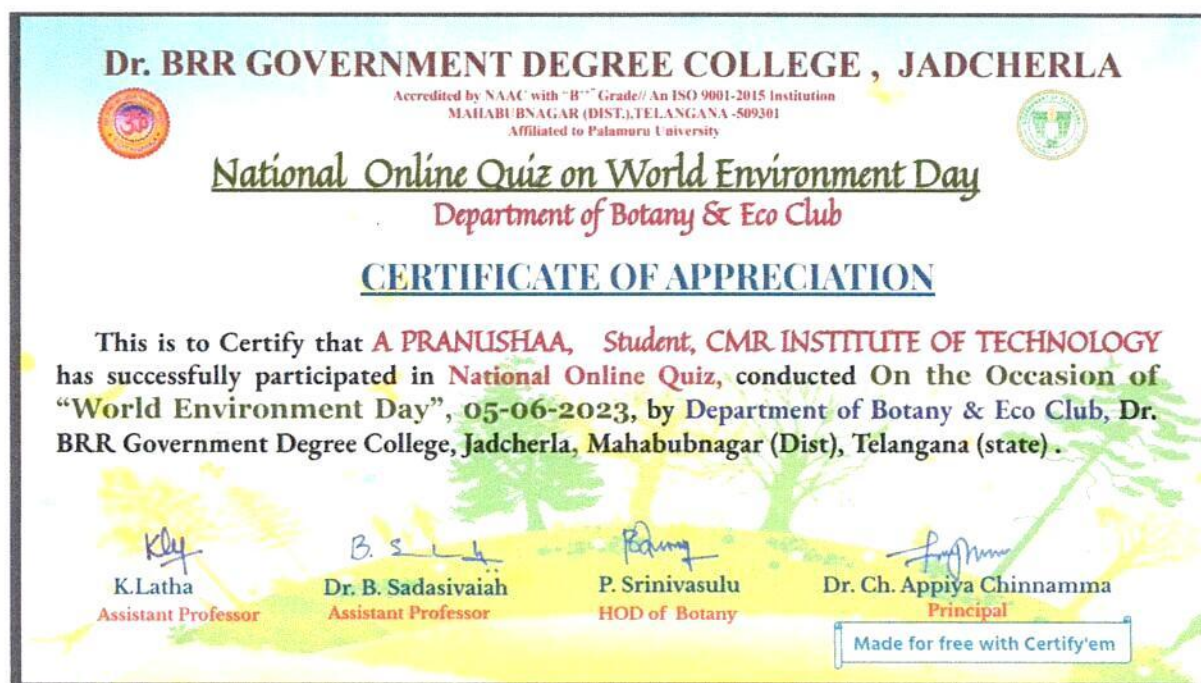 Dr. BRR GOVERNMENT DEGREE COLLEGE , JADCHERLA
Accredited by NAAC with "B++" Grade// An ISO 9001-2015 Institution
MAHABUBNAGAR (DIST.),TELANGANA -509301
Affiliated to Palamuru University
National Online Quiz on World Environment Day
Department of Botany & Eco Club
CERTIFICATE OF APPRECIATION
This is to Certify that A PRANUSHAA, Student, CMR INSTITUTE OF TECHNOLOGY
has successfully participated in National Online Quiz, conducted On the Occasion of
“World Environment Day”, 05-06-2023, by Department of Botany & Eco Club, Dr.
BRR Government Degree College, Jadcherla, Mahabubnagar (Dist), Telangana (state) .
K.Latha Dr. B. Sadasivaiah P. Srinivasulu Dr. Ch. Appiya Chinnamma
Assistant Professor Assistant Professor HOD of Botany Principal
Made for free with Certify'em